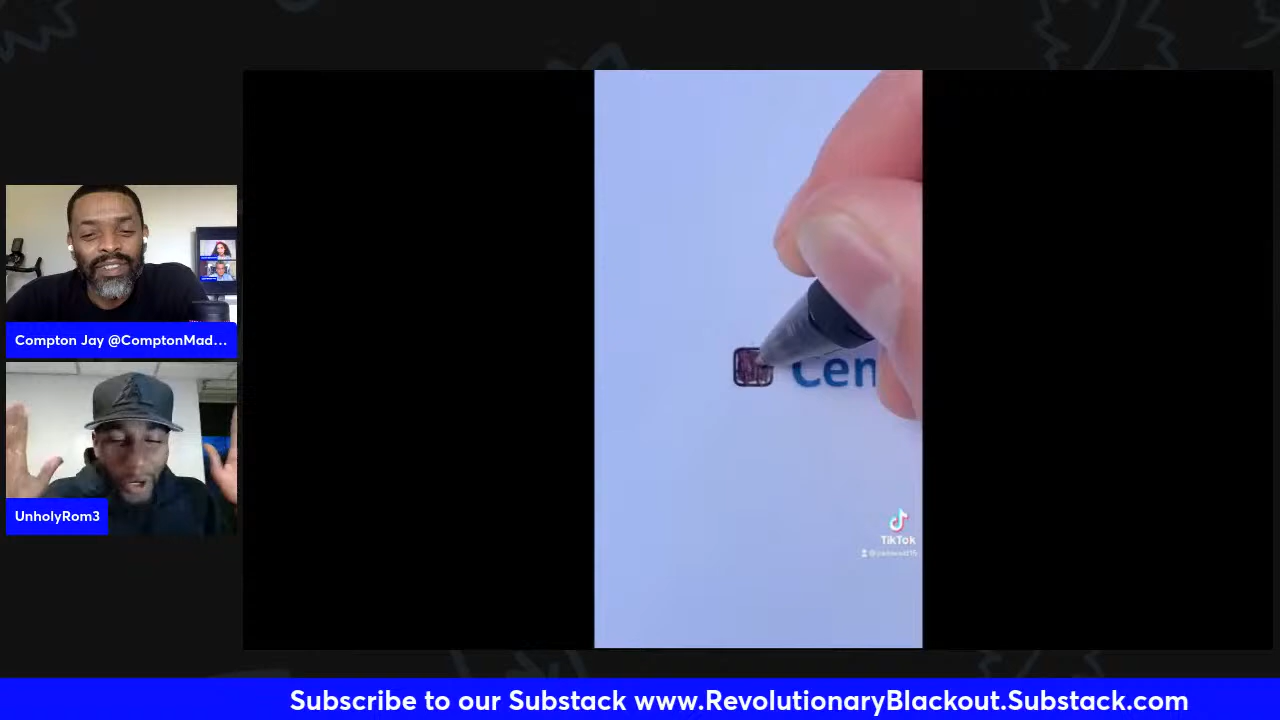 Compton Jay @ComptonMad...
UnholyRom3
Cen
TikTok
Subscribe to our Substack www.RevolutionaryBlackout.Substack.com